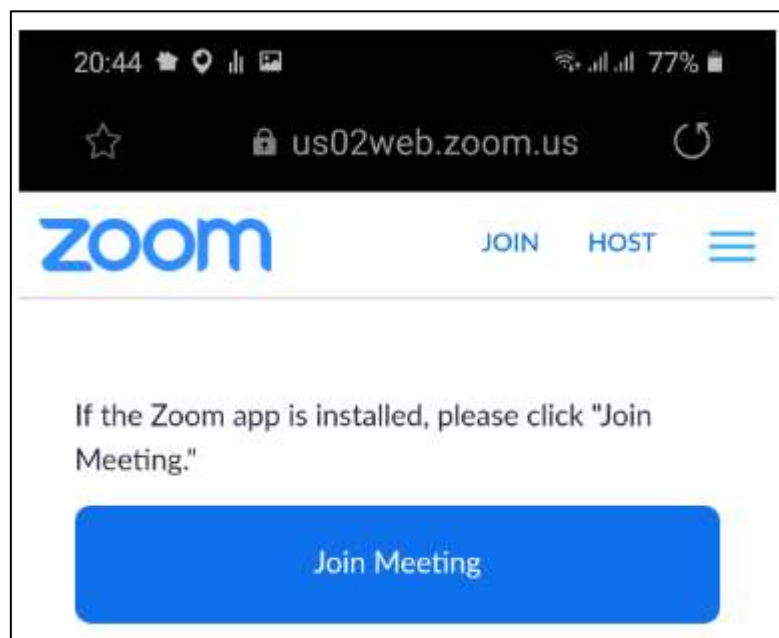 20:44 77%
us02web.zoom.us
zoom JOIN HOST
If the Zoom app is installed, please click "Join
Meeting."
Join Meeting